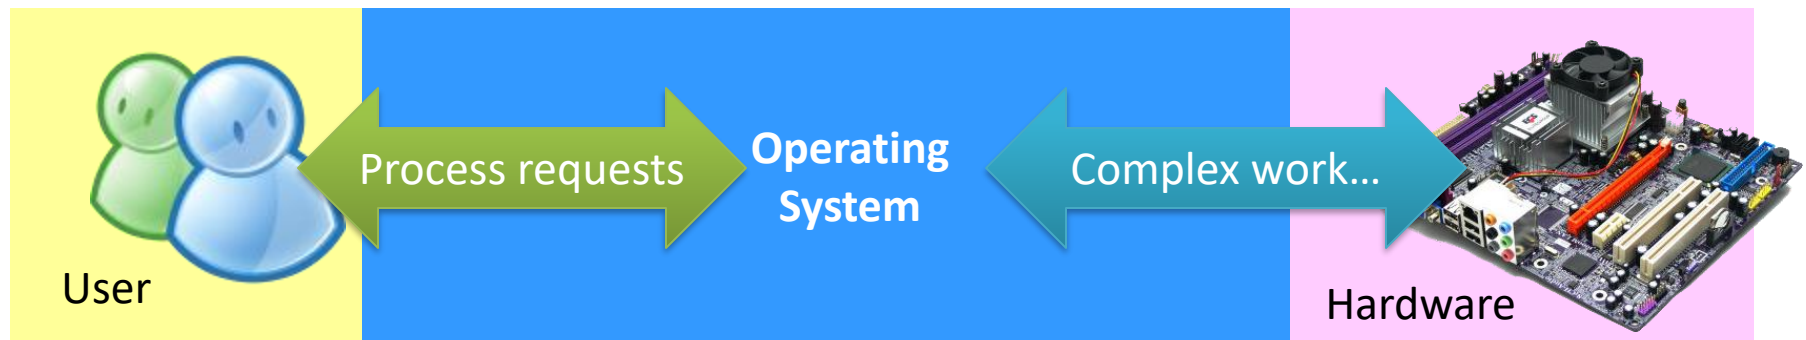 Process requests
Operating
System
Complex work...
User
Hardware